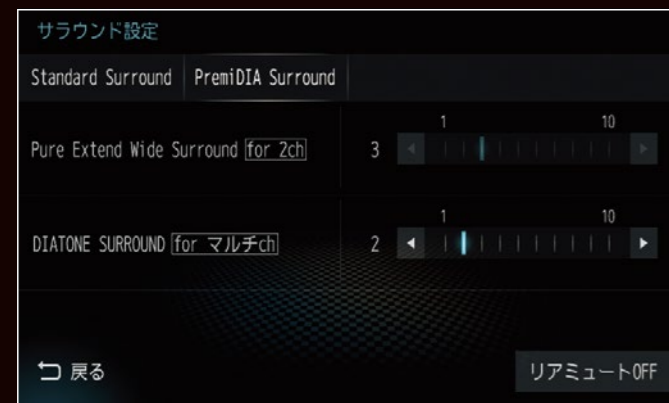 サラウンド設定
Standard Surround PremiDIA Surround
1 10
Pure Extend Wide Surround for 2ch 3
1 10
DIATONE SURROUND for マルチch 2
戻る リアミュートOFF